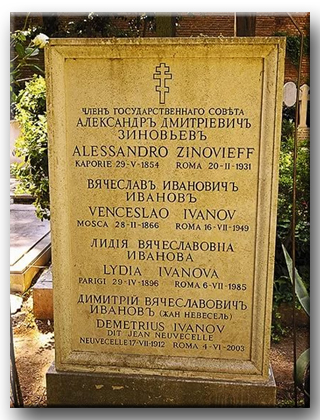 ЧЛЕНЪ ГОСУДАРСТВЕННАГО СОВѢТА
АЛЕКСАНДРЪ ДМИТРІЕВИЧЪ
ЗИНОВЬЕВЪ
ALESSANDRO ZINOVIEFF
KAPORIE 29-V-1854 ROMA 20-II-1931
ВЯЧЕСЛАВЪ ИВАНОВИЧЪ
ИВАНОВЪ
VENCESLAO IVANOV
MOSCA 28-II-1866 ROMA 16-VII-1949
ЛИДІЯ ВЯЧЕСЛАВОВНА
ИВАНОВА
LYDIA IVANOVA
PARIGI 29-IV-1896 ROMA 6-VII-1985
ДИМИТРІЙ ВЯЧЕСЛАВОВИЧЪ
ИВАНОВЪ (ЖАН НЕВЕСЕЛЬ)
DEMETRIUS IVANOV
DIT JEAN NEUVECELLE
NEUVECELLE 17-VII-1912 ROMA 4-VI-2003